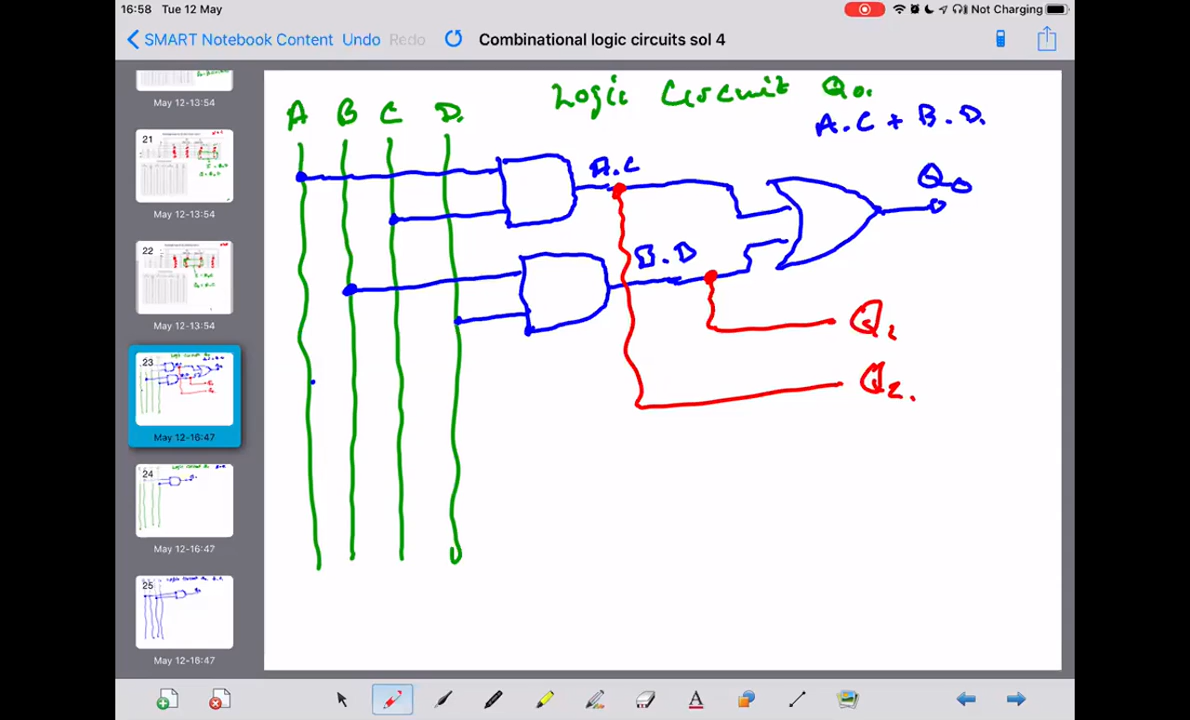 16:58 Tue 12 May
Not Charging
SMART Notebook Content Undo Redo
Combinational logic circuits sol 4
May 12-13:54
21
May 12-13:54
22
May 12-13:54
23
May 12-16:47
24
May 12-16:47
25
May 12-16:47
Logic Circuit Q0.
A.C + B.D.
A B C D.
A.C
Q0
B.D
Q1
Q2.
A